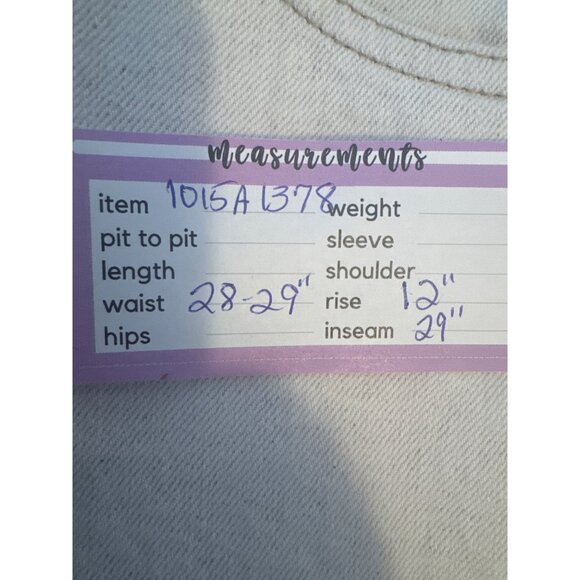 measurements
item 1015A1378 weight
pit to pit sleeve
length shoulder
waist 28-29" rise 12"
hips inseam 29"